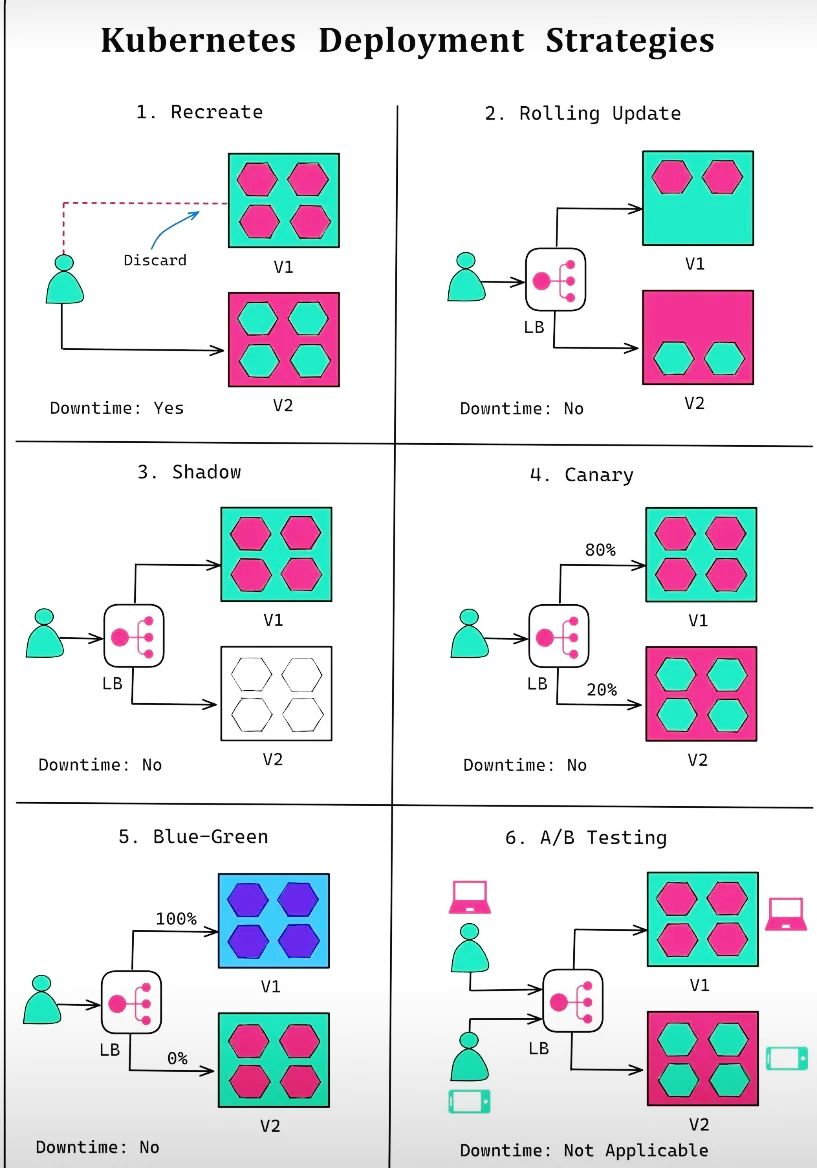 Kubernetes Deployment Strategies
1. Recreate
Discard
V1
V2
Downtime: Yes
2. Rolling Update
V1
LB
V2
Downtime: No
3. Shadow
V1
LB
V2
Downtime: No
4. Canary
80%
V1
LB
20%
V2
Downtime: No
5. Blue-Green
100%
V1
LB
0%
V2
Downtime: No
6. A/B Testing
V1
LB
V2
Downtime: Not Applicable